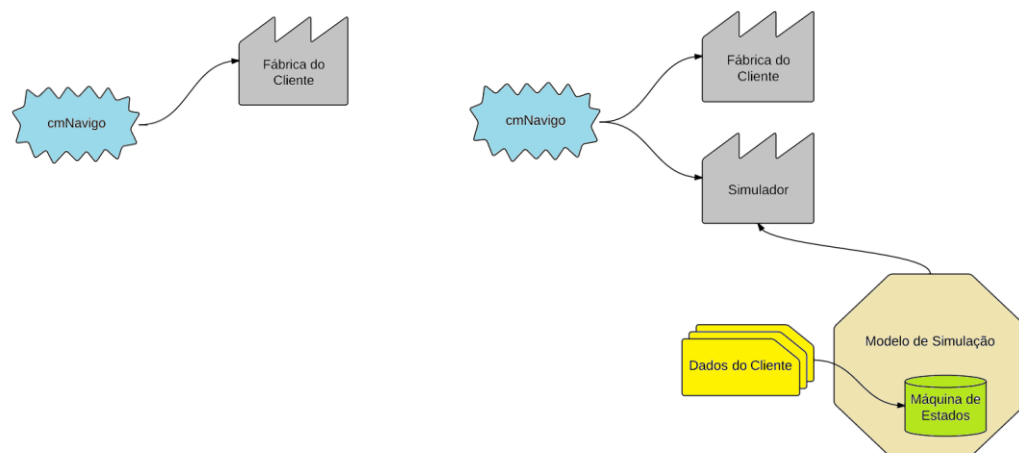 Fábrica do
Cliente
cmNavigo
Fábrica do
Cliente
cmNavigo
Simulador
Modelo de Simulação
Dados do Cliente
Máquina de
Estados